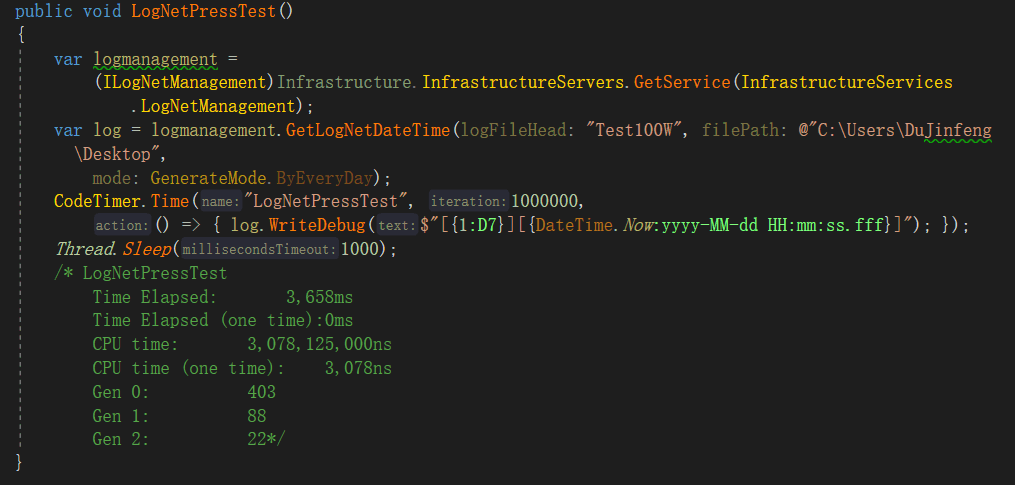 public void LogNetPressTest()
{
var logmanagement =
(ILogNetManagement)Infrastructure.InfrastructureServers.GetService(InfrastructureServices
.LogNetManagement);
var log = logmanagement.GetLogNetDateTime(logFileHead: "Test100W", filePath: @"C:\Users\DuJinfeng
\Desktop",
mode: GenerateMode.ByEveryDay);
CodeTimer.Time(name:"LogNetPressTest", iteration:1000000,
action:() => { log.WriteDebug(text:$"[{1:D7}][{DateTime.Now:yyyy-MM-dd HH:mm:ss.fff}]"); });
Thread.Sleep(millisecondsTimeout:1000);
/* LogNetPressTest
Time Elapsed: 3,658ms
Time Elapsed (one time):0ms
CPU time: 3,078,125,000ns
CPU time (one time): 3,078ns
Gen 0: 403
Gen 1: 88
Gen 2: 22*/
}